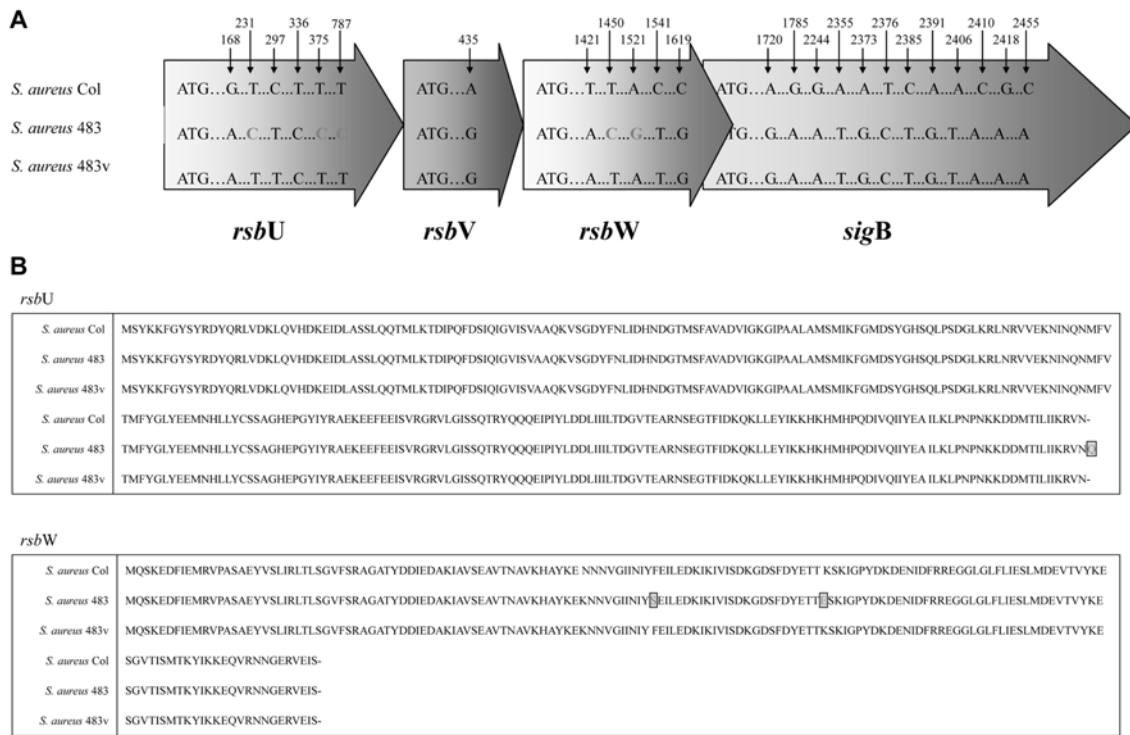 A
231 336 787 1450 1541 1785 2355 2376 2391 2410 2455
168 297 375 435 1421 1521 1619 1720 2244 2373 2385 2406 2418
S. aureus Col ATG...G...T...C...T...T...T ATG...A ATG...T...T...A...C...C ATG...A...G...G...A...A...T...C...A...A...C...G...C
S. aureus 483 ATG...A...C...T...C...C...C ATG...G ATG...A...C...G...T...G TG...G...A...A...T...G...C...T...G...T...A...A...A
S. aureus 483v ATG...A...T...T...C...T...T ATG...G ATG...A...T...A...T...G ATG...G...A...A...T...G...C...T...G...T...A...A...A
rsbU rsbV rsbW sigB
B
rsbU
S. aureus Col MSYKKFGYSYRDYQRLVDKLQVHDKEIDLASSLQQTMLKTDIPQFDSIQIGVISVAAQKVSGDYFNLIDHNDGTMSFAVADVIGKGIPAALAMSMIKFGMDSYGHSQLPSDGLKRLNRVVEKNINQNMFV
S. aureus 483 MSYKKFGYSYRDYQRLVDKLQVHDKEIDLASSLQQTMLKTDIPQFDSIQIGVISVAAQKVSGDYFNLIDHNDGTMSFAVADVIGKGIPAALAMSMIKFGMDSYGHSQLPSDGLKRLNRVVEKNINQNMFV
S. aureus 483v MSYKKFGYSYRDYQRLVDKLQVHDKEIDLASSLQQTMLKTDIPQFDSIQIGVISVAAQKVSGDYFNLIDHNDGTMSFAVADVIGKGIPAALAMSMIKFGMDSYGHSQLPSDGLKRLNRVVEKNINQNMFV
S. aureus Col TMFYGLYEEMNHLLYCSSAGHEPGYIYRAEKEEFEEISVRGRVLGISSQTRYQQQEIPIYLDDLIIILTDGVTEARNSEGTFIDKQKLLEYIKKHKHMHPQDIVQIIYEA ILKLPNPNKKDDMTILIIKRVN-
S. aureus 483 TMFYGLYEEMNHLLYCSSAGHEPGYIYRAEKEEFEEISVRGRVLGISSQTRYQQQEIPIYLDDLIIILTDGVTEARNSEGTFIDKQKLLEYIKKHKHMHPQDIVQIIYEA ILKLPNPNKKDDMTILIIKRVNQ
S. aureus 483v TMFYGLYEEMNHLLYCSSAGHEPGYIYRAEKEEFEEISVRGRVLGISSQTRYQQQEIPIYLDDLIIILTDGVTEARNSEGTFIDKQKLLEYIKKHKHMHPQDIVQIIYEA ILKLPNPNKKDDMTILIIKRVN-
rsbW
S. aureus Col MQSKEDFIEMRVPASAEYVSLIRLTLSGVFSRAGATYDDIEDAKIAVSEAVTNAVKHAYKE NNNVGIINIYFEILEDKIKIVISDKGDSFDYETT KSKIGPYDKDENIDFRREGGLGLFLIESLMDEVTVYKE
S. aureus 483 MQSKEDFIEMRVPASAEYVSLIRLTLSGVFSRAGATYDDIEDAKIAVSEAVTNAVKHAYKEKNNVGIINIYSEILEDKIKIVISDKGDSFDYETT SKIGPYDKDENIDFRREGGLGLFLIESLMDEVTVYKE
S. aureus 483v MQSKEDFIEMRVPASAEYVSLIRLTLSGVFSRAGATYDDIEDAKIAVSEAVTNAVKHAYKEKNNVGIINIY FEILEDKIKIVISDKGDSFDYETTKSKIGPYDKDENIDFRREGGLGLFLIESLMDEVTVYKE
S. aureus Col SGVTISMTKYIKKEQVRNNGERVEIS-
S. aureus 483 SGVTISMTKYIKKEQVRNNGERVEIS-
S. aureus 483v SGVTISMTKYIKKEQVRNNGERVEIS-